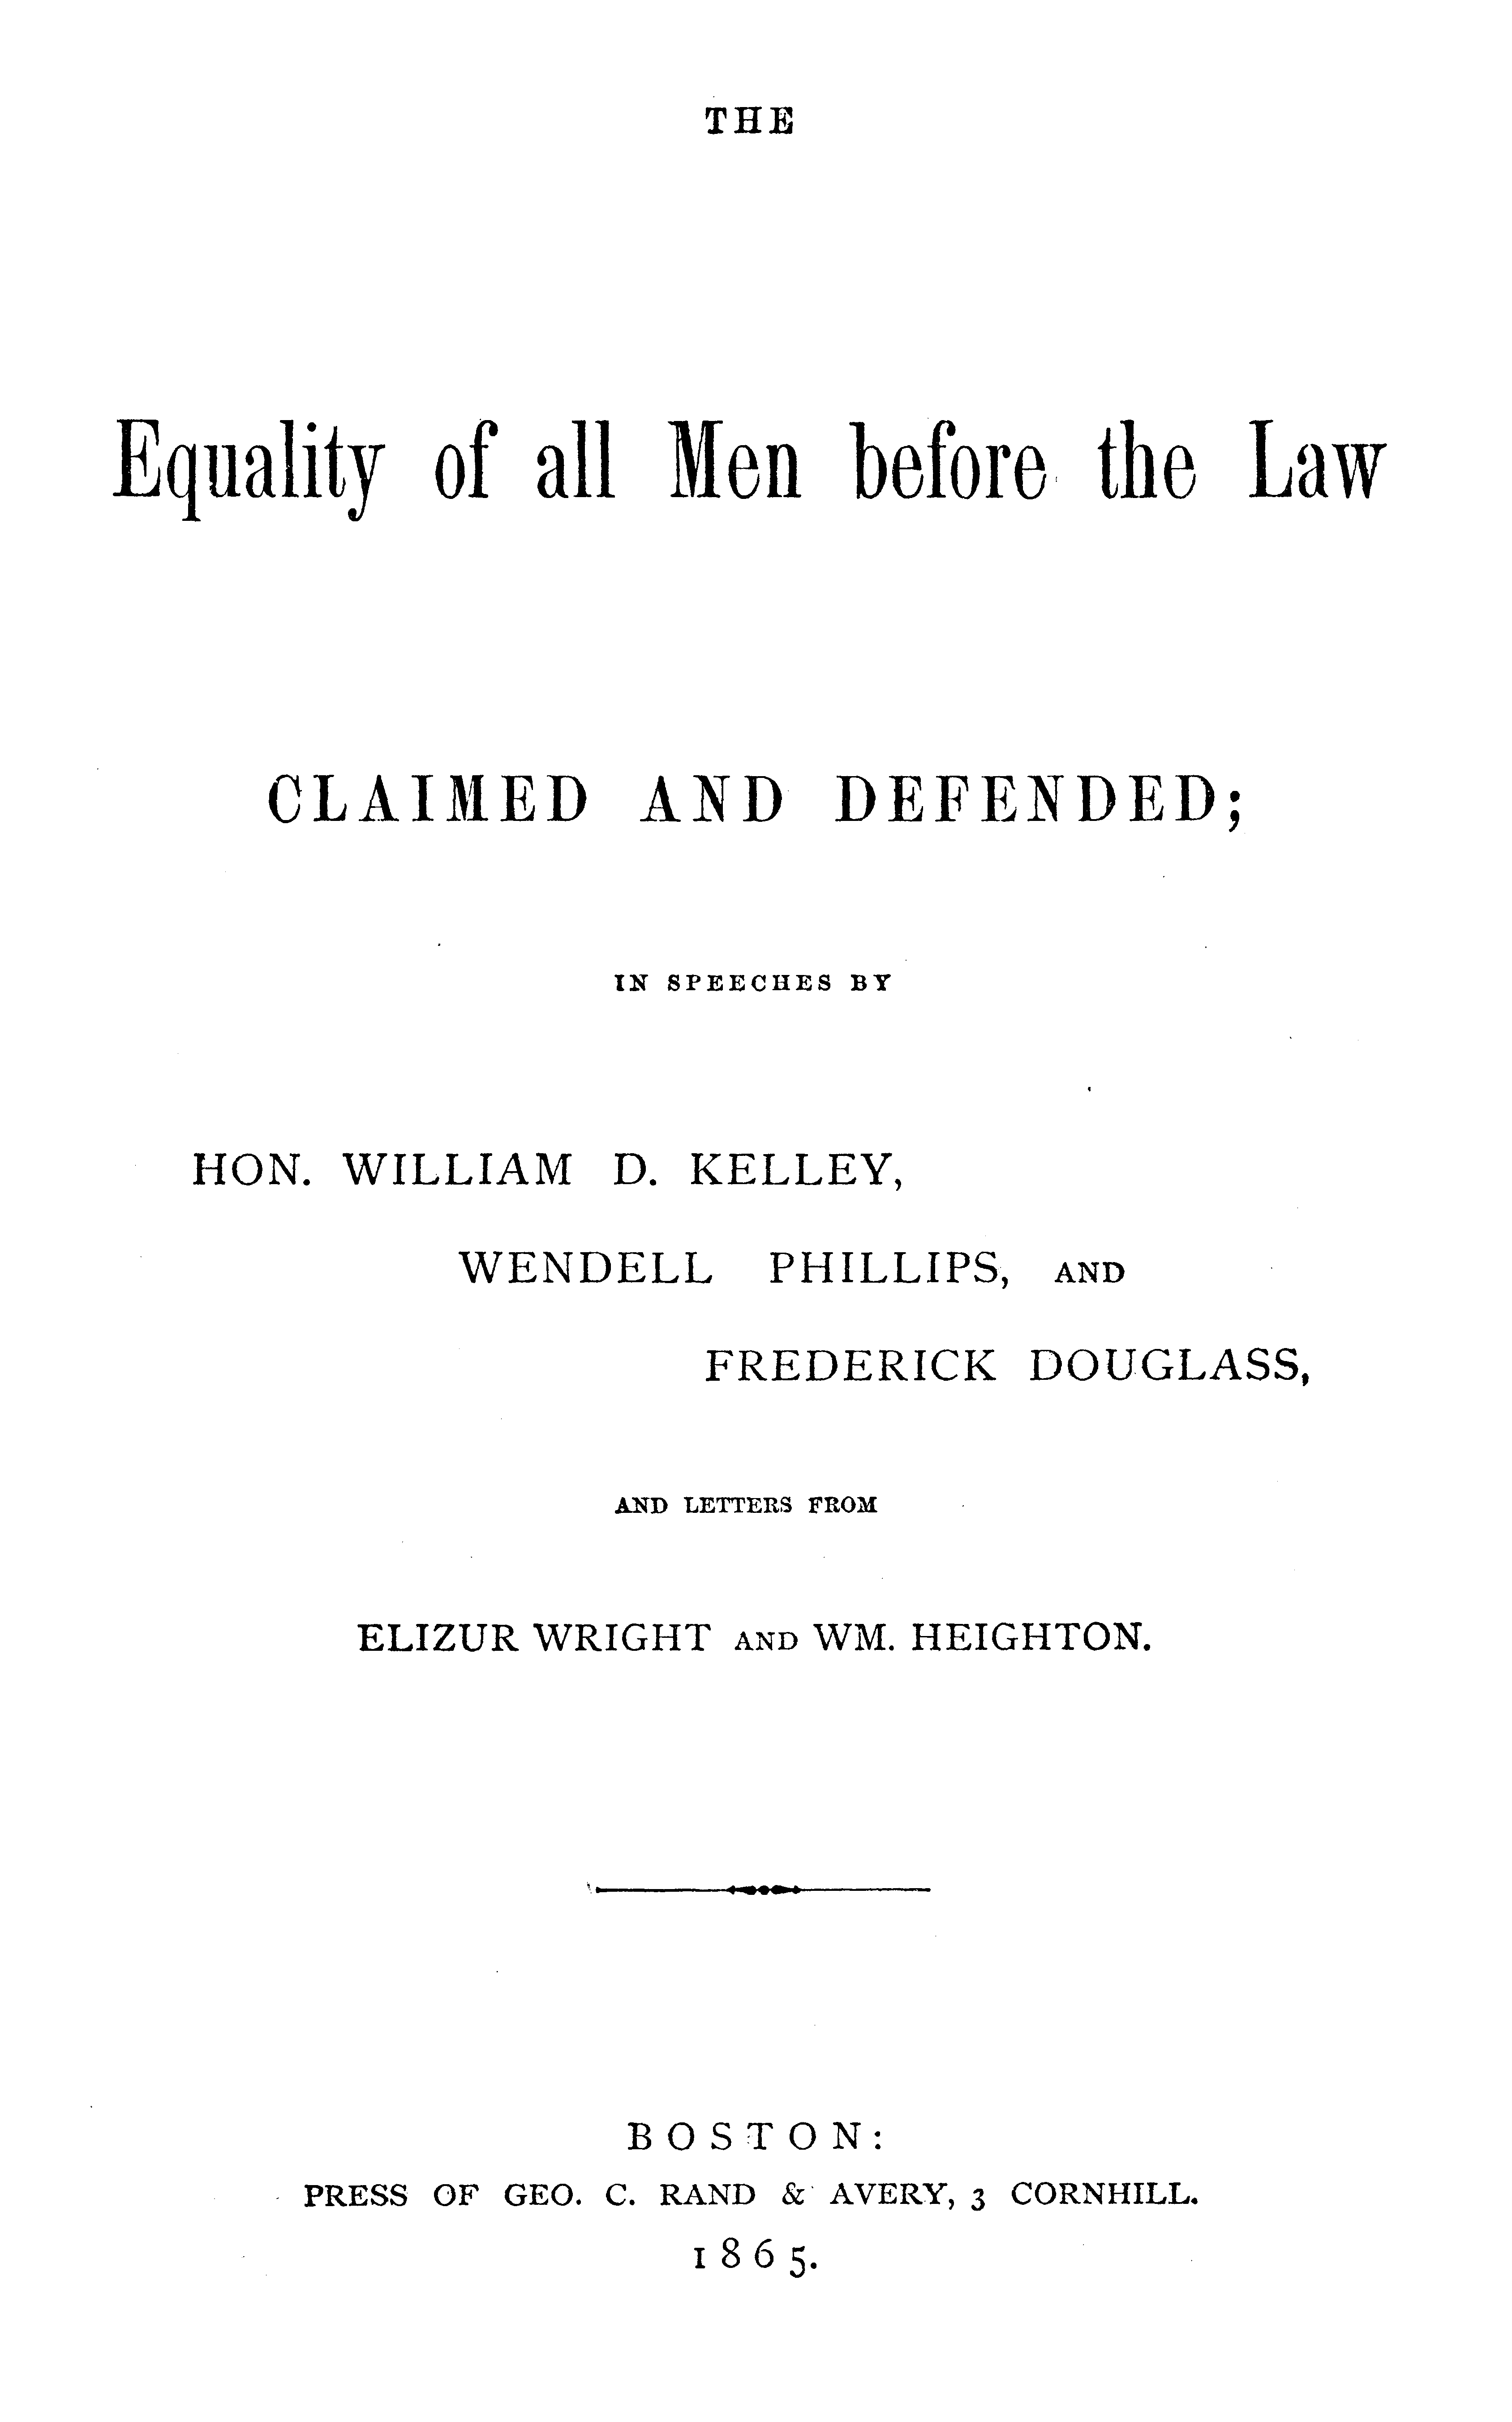 THE
Equality of all Men before the Law
CLAIMED AND DEFENDED;
IN SPEECHES BY
HON. WILLIAM D. KELLEY,
WENDELL PHILLIPS, AND
FREDERICK DOUGLASS,
AND LETTERS FROM
ELIZUR WRIGHT AND WM. HEIGHTON.
BOSTON:
PRESS OF GEO. C. RAND & AVERY, 3 CORNHILL.
1865.